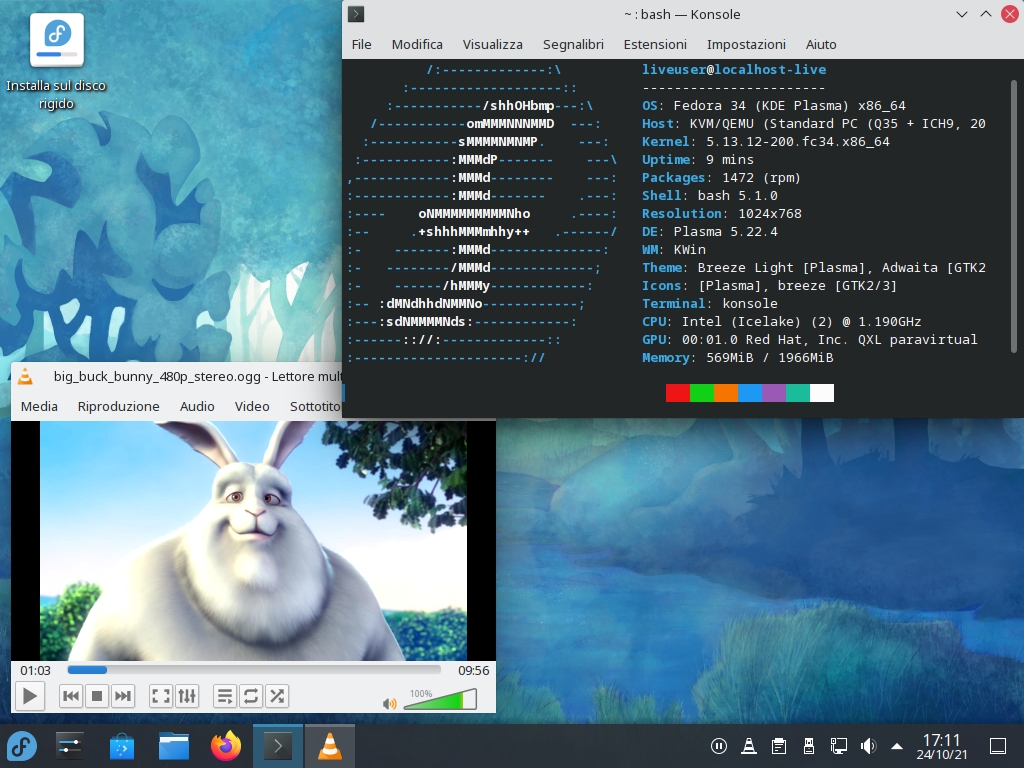 Installa sul disco
rigido
~ : bash — Konsole
File Modifica Visualizza Segnalibri Estensioni Impostazioni Aiuto
/:-------------:\
:-------------------::
:-----------/shhOHbmp---:\
/-----------omMMMNNNMMD ---:
:-----------sMMMMNMNMP. ---:
:-----------:MMMdP------- ---\
,------------:MMMd-------- ---:
:------------:MMMd------- .---:
:---- oNMMMMMMMMMNho .----:
:-- .+shhhMMMmhhy++ .------/
:- -------:MMMd--------------:
:- --------/MMMd-------------;
:- ------/hMMMy------------:
:-- :dMNdhhdNMMNo------------;
:---:sdNMMMMNds:------------:
:------:://:-------------::
:---------------------://
liveuser@localhost-live
-----------------------
OS: Fedora 34 (KDE Plasma) x86_64
Host: KVM/QEMU (Standard PC (Q35 + ICH9, 20
Kernel: 5.13.12-200.fc34.x86_64
Uptime: 9 mins
Packages: 1472 (rpm)
Shell: bash 5.1.0
Resolution: 1024x768
DE: Plasma 5.22.4
WM: KWin
Theme: Breeze Light [Plasma], Adwaita [GTK2
Icons: [Plasma], breeze [GTK2/3]
Terminal: konsole
CPU: Intel (Icelake) (2) @ 1.190GHz
GPU: 00:01.0 Red Hat, Inc. QXL paravirtual
Memory: 569MiB / 1966MiB
big_buck_bunny_480p_stereo.ogg - Lettore mult
Media Riproduzione Audio Video Sottotito
01:03 09:56
100%
17:11
24/10/21